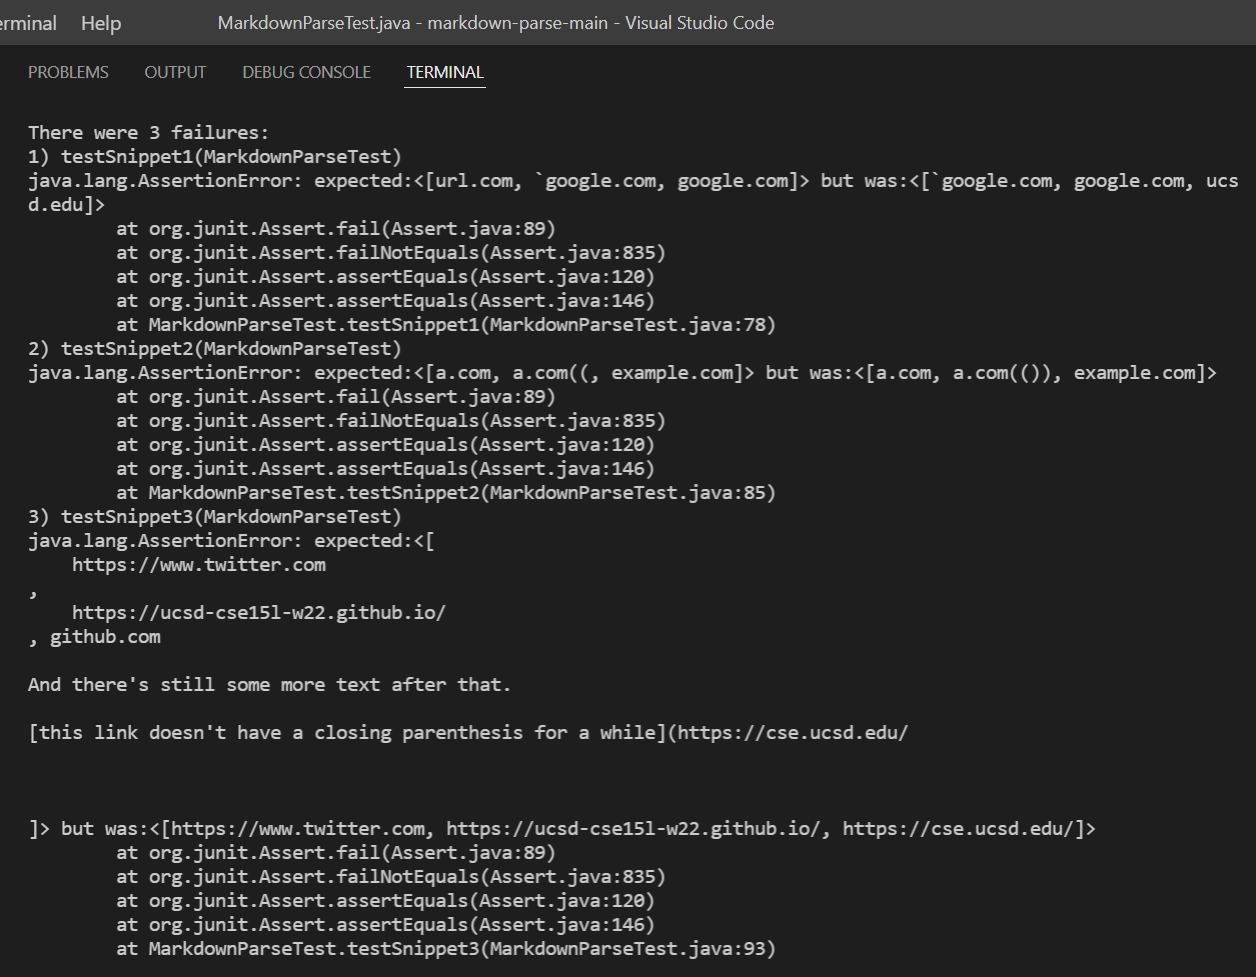 erminal Help MarkdownParseTest.java - markdown-parse-main - Visual Studio Code
PROBLEMS OUTPUT DEBUG CONSOLE TERMINAL
There were 3 failures:
1) testSnippet1(MarkdownParseTest)
java.lang.AssertionError: expected:<[url.com, `google.com, google.com]> but was:<[`google.com, google.com, ucs
d.edu]>
at org.junit.Assert.fail(Assert.java:89)
at org.junit.Assert.failNotEquals(Assert.java:835)
at org.junit.Assert.assertEquals(Assert.java:120)
at org.junit.Assert.assertEquals(Assert.java:146)
at MarkdownParseTest.testSnippet1(MarkdownParseTest.java:78)
2) testSnippet2(MarkdownParseTest)
java.lang.AssertionError: expected:<[a.com, a.com((, example.com]> but was:<[a.com, a.com(()), example.com]>
at org.junit.Assert.fail(Assert.java:89)
at org.junit.Assert.failNotEquals(Assert.java:835)
at org.junit.Assert.assertEquals(Assert.java:120)
at org.junit.Assert.assertEquals(Assert.java:146)
at MarkdownParseTest.testSnippet2(MarkdownParseTest.java:85)
3) testSnippet3(MarkdownParseTest)
java.lang.AssertionError: expected:<[
https://www.twitter.com
,
https://ucsd-cse15l-w22.github.io/
, github.com
And there's still some more text after that.
[this link doesn't have a closing parenthesis for a while](https://cse.ucsd.edu/
]> but was:<[https://www.twitter.com, https://ucsd-cse15l-w22.github.io/, https://cse.ucsd.edu/]>
at org.junit.Assert.fail(Assert.java:89)
at org.junit.Assert.failNotEquals(Assert.java:835)
at org.junit.Assert.assertEquals(Assert.java:120)
at org.junit.Assert.assertEquals(Assert.java:146)
at MarkdownParseTest.testSnippet3(MarkdownParseTest.java:93)